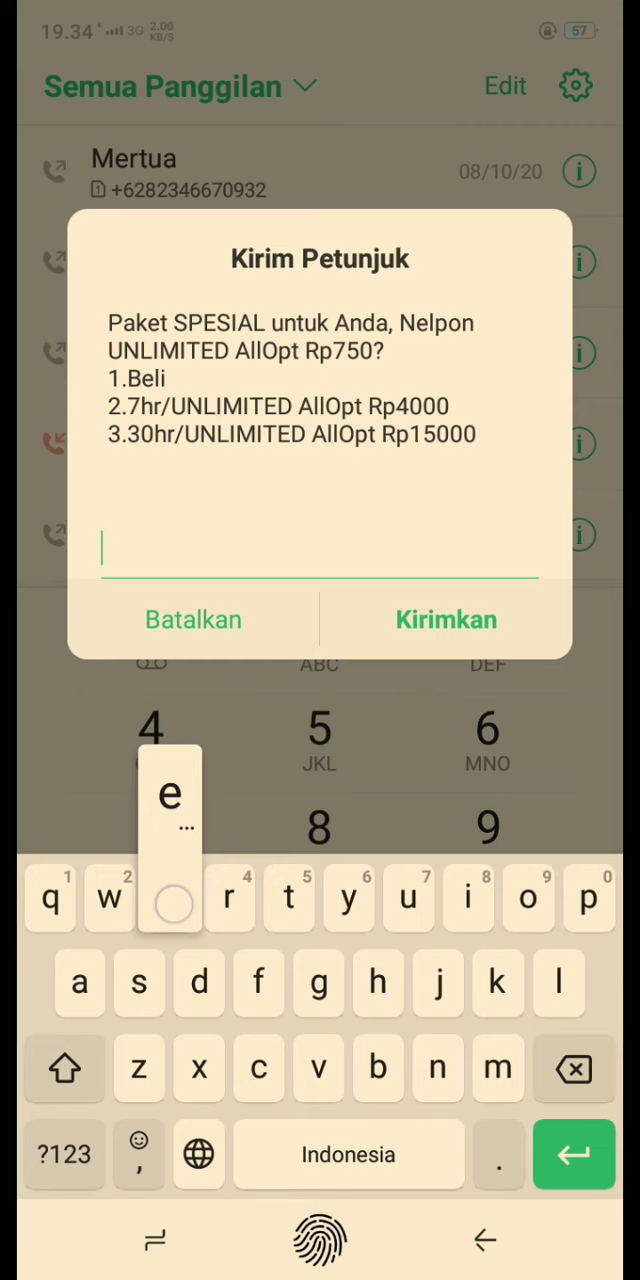 19.34 3G 2.00 KB/S 57
Semua Panggilan Edit
Mertua
08/10/20
1 +6282346670932
Kirim Petunjuk
Paket SPESIAL untuk Anda, Nelpon
UNLIMITED AllOpt Rp750?
1.Beli
2.7hr/UNLIMITED AllOpt Rp4000
3.30hr/UNLIMITED AllOpt Rp15000
Batalkan Kirimkan
ABC DEF
4 5 6
JKL MNO
e
...
8 9
1 2 4 5 6 7 8 9 0
q w r t y u i o p
a s d f g h j k l
z x c v b n m
?123 , Indonesia .